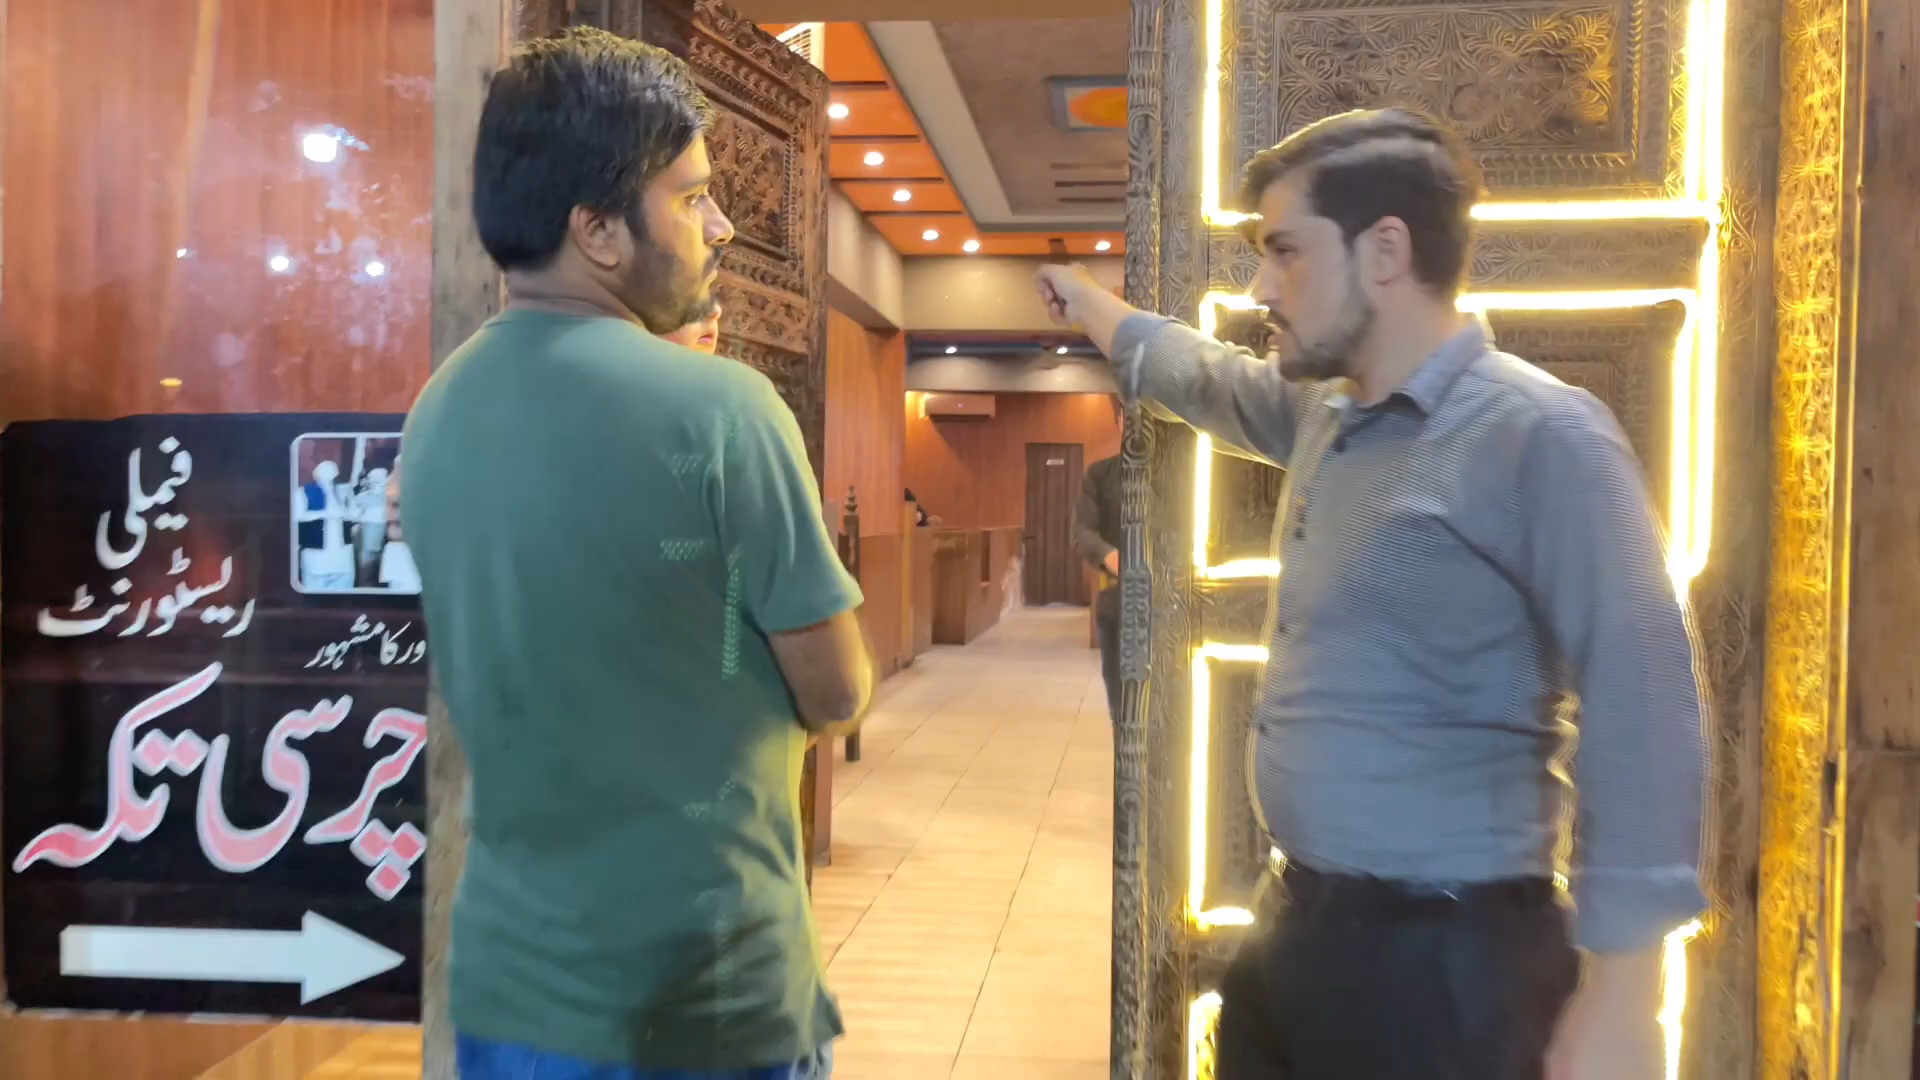 فیملی
ریسٹورنٹ
ور کا مشہور
چرسی تکہ